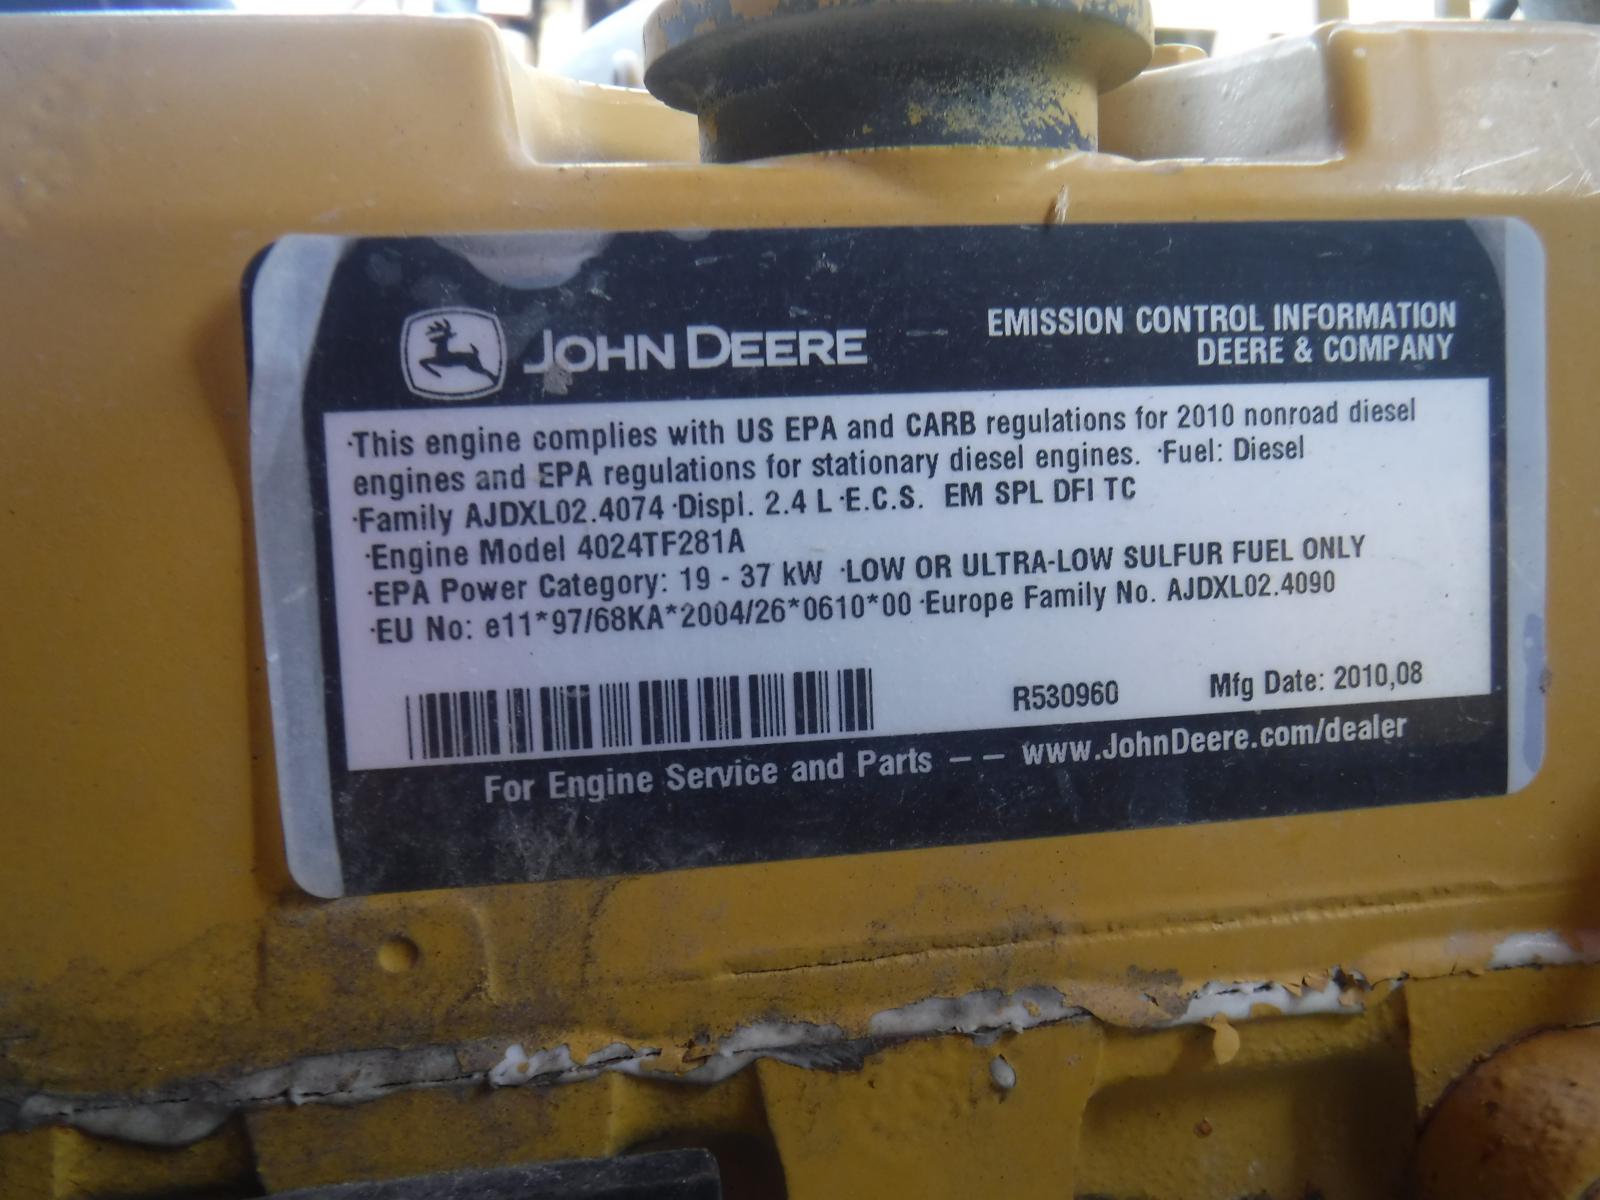 JOHN DEERE
EMISSION CONTROL INFORMATION
DEERE & COMPANY
·This engine complies with US EPA and CARB regulations for 2010 nonroad diesel
engines and EPA regulations for stationary diesel engines. ·Fuel: Diesel
·Family AJDXL02.4074 ·Displ. 2.4 L ·E.C.S. EM SPL DFI TC
·Engine Model 4024TF281A
·EPA Power Category: 19 - 37 kW ·LOW OR ULTRA-LOW SULFUR FUEL ONLY
·EU No: e11*97/68KA*2004/26*0610*00 ·Europe Family No. AJDXL02.4090
R530960 Mfg Date: 2010,08
For Engine Service and Parts -- www.JohnDeere.com/dealer